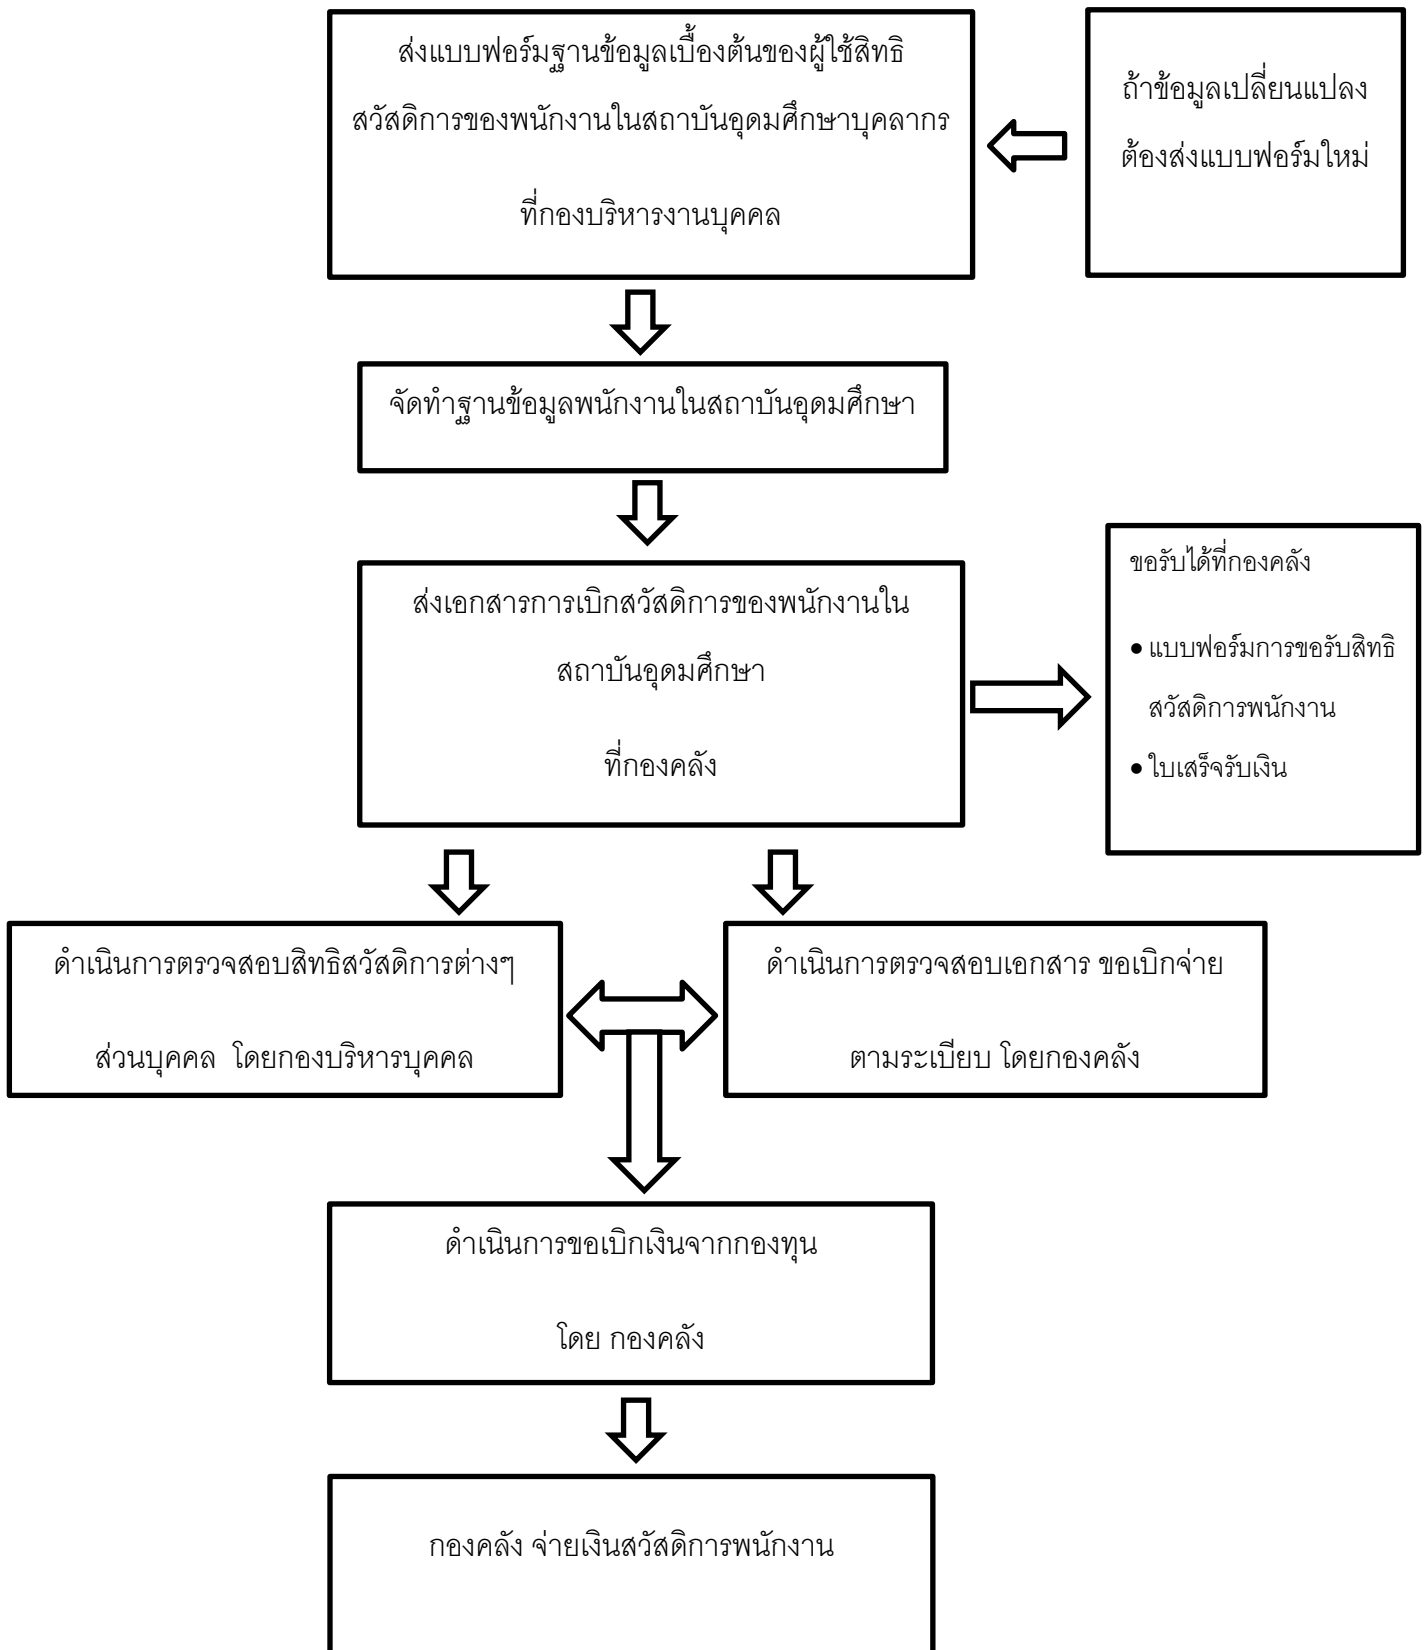 ส่งแบบฟอร์มฐานข้อมูลเบื้องต้นของผู้ใช้สิทธิ
สวัสดิการของพนักงานในสถาบันอุดมศึกษาบุคลากร
ที่กองบริหารงานบุคคล
ถ้าข้อมูลเปลี่ยนแปลง
ต้องส่งแบบฟอร์มใหม่
จัดทำฐานข้อมูลพนักงานในสถาบันอุดมศึกษา
ส่งเอกสารการเบิกสวัสดิการของพนักงานใน
สถาบันอุดมศึกษา
ที่กองคลัง
ขอรับได้ที่กองคลัง
• แบบฟอร์มการขอรับสิทธิ
สวัสดิการพนักงาน
• ใบเสร็จรับเงิน
ดำเนินการตรวจสอบสิทธิสวัสดิการต่างๆ
ส่วนบุคคล โดยกองบริหารบุคคล
ดำเนินการตรวจสอบเอกสาร ขอเบิกจ่าย
ตามระเบียบ โดยกองคลัง
ดำเนินการขอเบิกเงินจากกองทุน
โดย กองคลัง
กองคลัง จ่ายเงินสวัสดิการพนักงาน